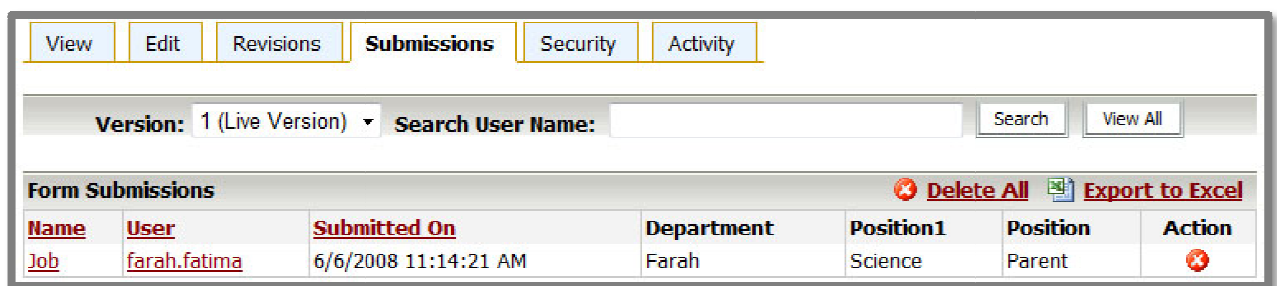 View Edit Revisions Submissions Security Activity
Version: 1 (Live Version) Search User Name: Search View All
Form Submissions Delete All Export to Excel
Name User Submitted On Department Position1 Position Action
Job farah.fatima 6/6/2008 11:14:21 AM Farah Science Parent